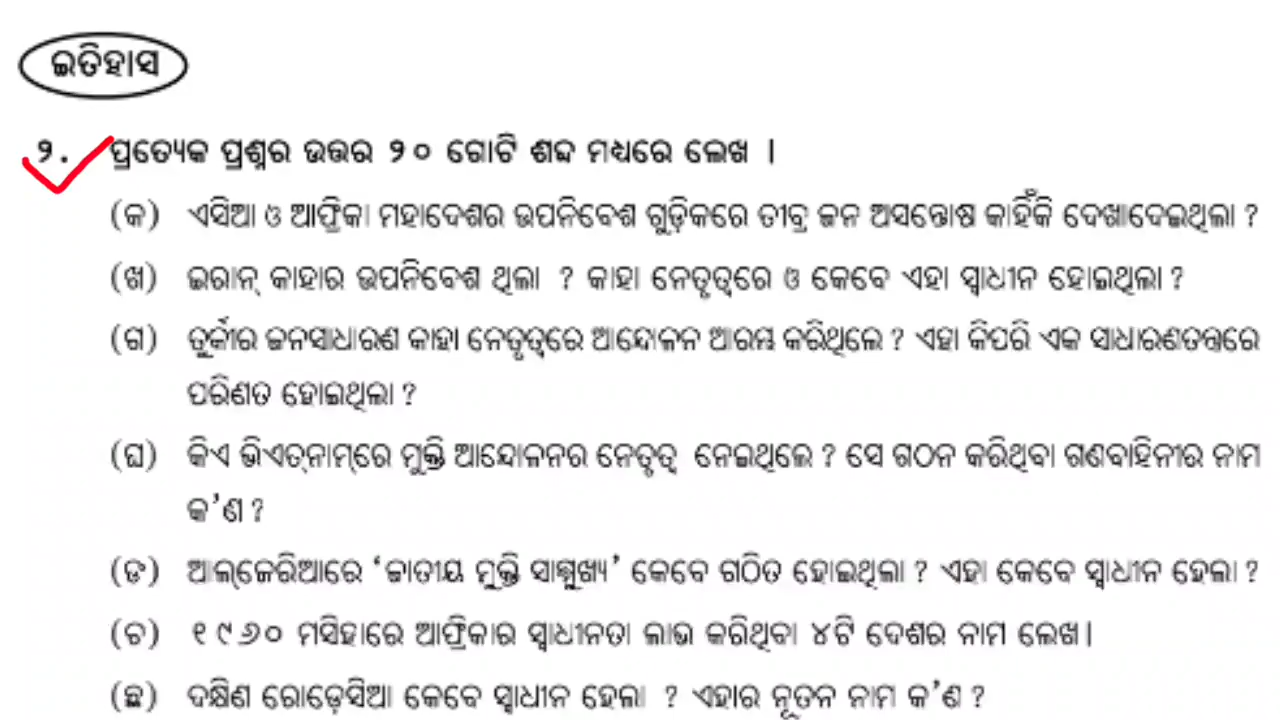 ଇତିହାସ
୨. ପ୍ରତ୍ୟେକ ପ୍ରଶ୍ନର ଉତ୍ତର ୨୦ ଗୋଟି ଶବ୍ଦ ମଧ୍ୟରେ ଲେଖ ।
(କ) ଏସିଆ ଓ ଆଫ୍ରିକା ମହାଦେଶର ଉପନିବେଶ ଗୁଡ଼ିକରେ ତୀବ୍ର ଜନ ଅସନ୍ତୋଷ କାହିଁକି ଦେଖାଦେଇଥିଲା ?
(ଖ) ଇରାନ୍ କାହାର ଉପନିବେଶ ଥିଲା ? କାହା ନେତୃତ୍ୱରେ ଓ କେବେ ଏହା ସ୍ୱାଧୀନ ହୋଇଥିଲା ?
(ଗ) ତୁର୍କୀର ଜନସାଧାରଣ କାହା ନେତୃତ୍ୱରେ ଆନ୍ଦୋଳନ ଆରମ୍ଭ କରିଥିଲେ ? ଏହା କିପରି ଏକ ସାଧାରଣତନ୍ତ୍ରରେ
ପରିଣତ ହୋଇଥିଲା ?
(ଘ) କିଏ ଭିଏତ୍‌ନାମ୍‌ରେ ମୁକ୍ତି ଆନ୍ଦୋଳନର ନେତୃତ୍ୱ ନେଇଥିଲେ ? ସେ ଗଠନ କରିଥିବା ଗଣବାହିନୀର ନାମ
କ’ଣ ?
(ଙ) ଆଲ୍‌ଜେରିଆରେ ‘ଜାତୀୟ ମୁକ୍ତି ସାମ୍ମୁଖ୍ୟ’ କେବେ ଗଠିତ ହୋଇଥିଲା ? ଏହା କେବେ ସ୍ୱାଧୀନ ହେଲା ?
(ଚ) ୧୯୬୦ ମସିହାରେ ଆଫ୍ରିକାର ସ୍ୱାଧୀନତା ଲାଭ କରିଥିବା ୪ଟି ଦେଶର ନାମ ଲେଖ।
(ଛ) ଦକ୍ଷିଣ ରୋଡ଼େସିଆ କେବେ ସ୍ୱାଧୀନ ହେଲା ? ଏହାର ନୂତନ ନାମ କ’ଣ ?